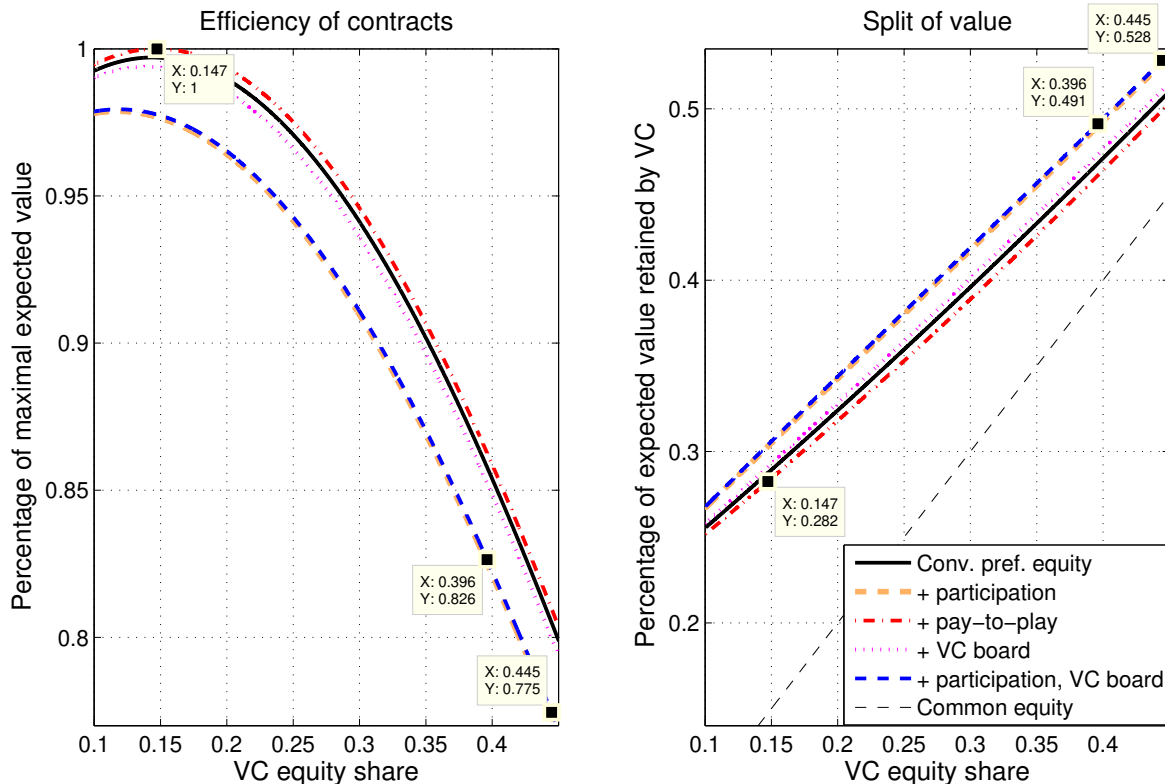 Efficiency of contracts
Percentage of maximal expected value
1
0.95
0.9
0.85
0.8
X: 0.147
Y: 1
X: 0.396
Y: 0.826
X: 0.445
Y: 0.775
0.1 0.15 0.2 0.25 0.3 0.35 0.4
VC equity share
Split of value
Percentage of expected value retained by VC
0.5
0.4
0.3
0.2
X: 0.445
Y: 0.528
X: 0.396
Y: 0.491
X: 0.147
Y: 0.282
Conv. pref. equity
+ participation
+ pay-to-play
+ VC board
+ participation, VC board
Common equity
0.1 0.15 0.2 0.25 0.3 0.35 0.4
VC equity share